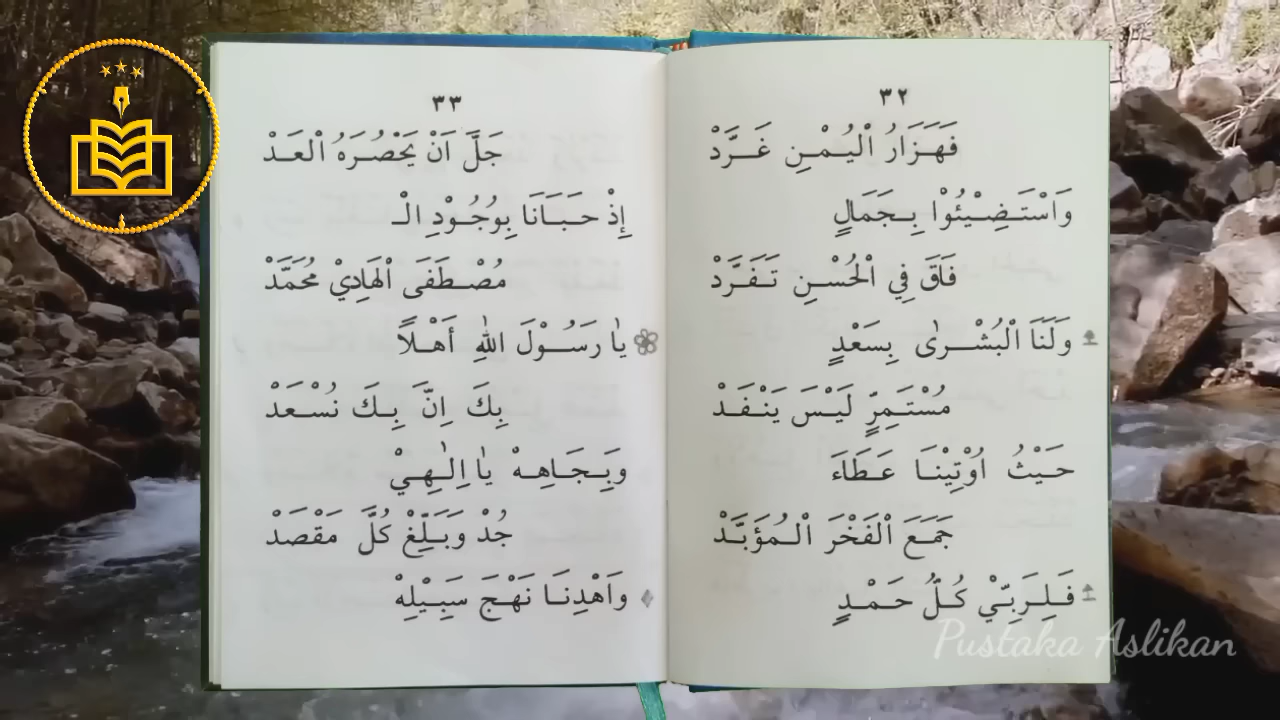 ٣٢
فَهَزَارُ الْيُمْنِ غَرَّدْ
وَاسْتَضِيْئُوْا بِجَمَالٍ
فَاقَ فِي الْحُسْنِ تَفَرَّدْ
وَلَنَا الْبُشْرٰى بِسَعْدٍ
مُسْتَمِرٍّ لَيْسَ يَنْفَدْ
حَيْثُ اُوْتِيْنَا عَطَاءَ
جَمَعَ الْفَخْرَ الْمُؤَبَّدْ
فَلِرَبِّيْ كُلُّ حَمْدٍ
٣٣
جَلَّ اَنْ يَحْصُرَهُ الْعَدْ
إِذْ حَبَانَا بِوُجُوْدِ الْـ
مُصْطَفَى الْهَادِيْ مُحَمَّدْ
يٰا رَسُوْلَ اللهِ أَهْلاً
بِكَ اِنَّ بِكَ نُسْعَدْ
وَبِجَاهِهْ يٰا اِلٰهِيْ
جُدْ وَبَلِّغْ كُلَّ مَقْصَدْ
وَاهْدِنَا نَهْجَ سَبِيْلِهْ
Pustaka Aslikan